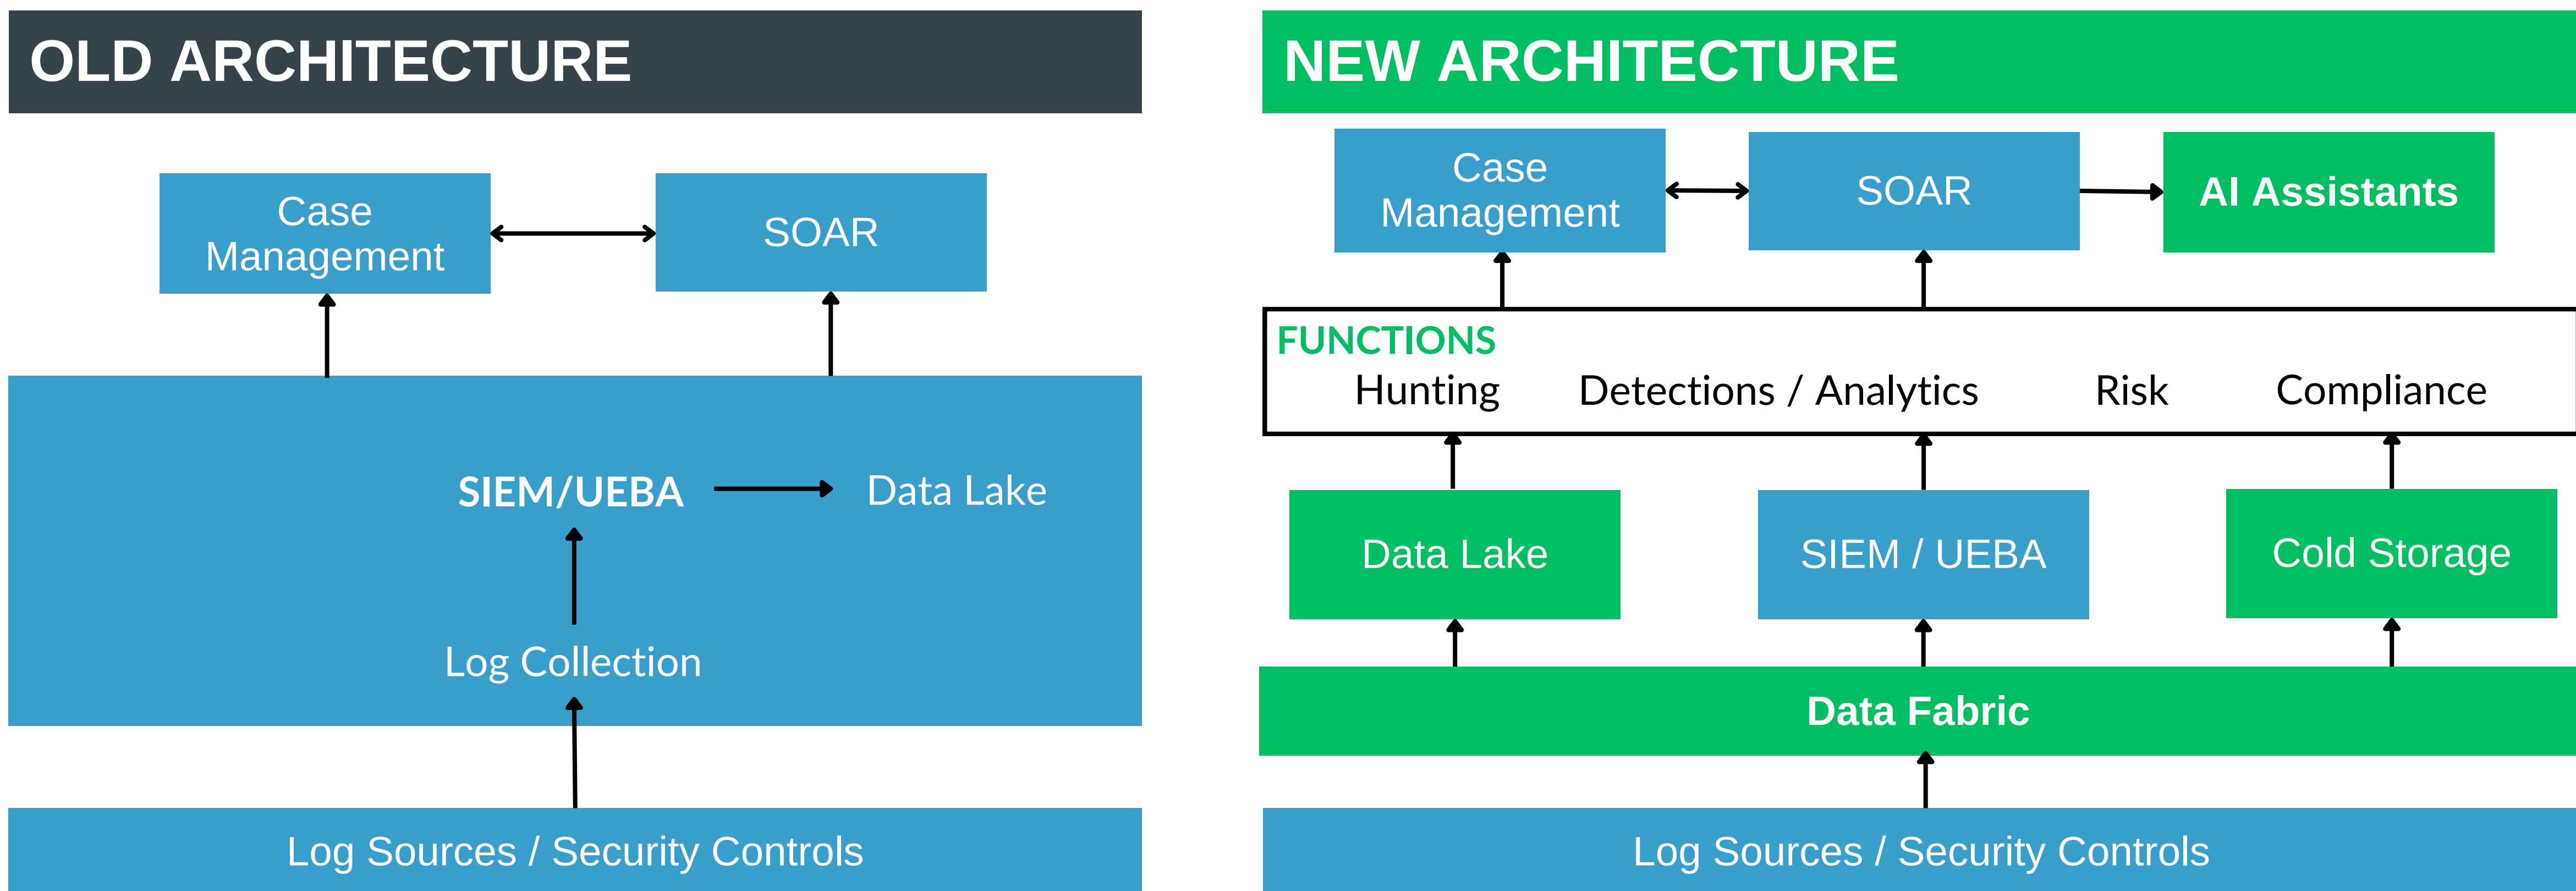 OLD ARCHITECTURE
Case
Management
SOAR
SIEM/UEBA
Data Lake
Log Collection
Log Sources / Security Controls
NEW ARCHITECTURE
Case
Management
SOAR
AI Assistants
FUNCTIONS
Hunting
Detections / Analytics
Risk
Compliance
Data Lake
SIEM / UEBA
Cold Storage
Data Fabric
Log Sources / Security Controls